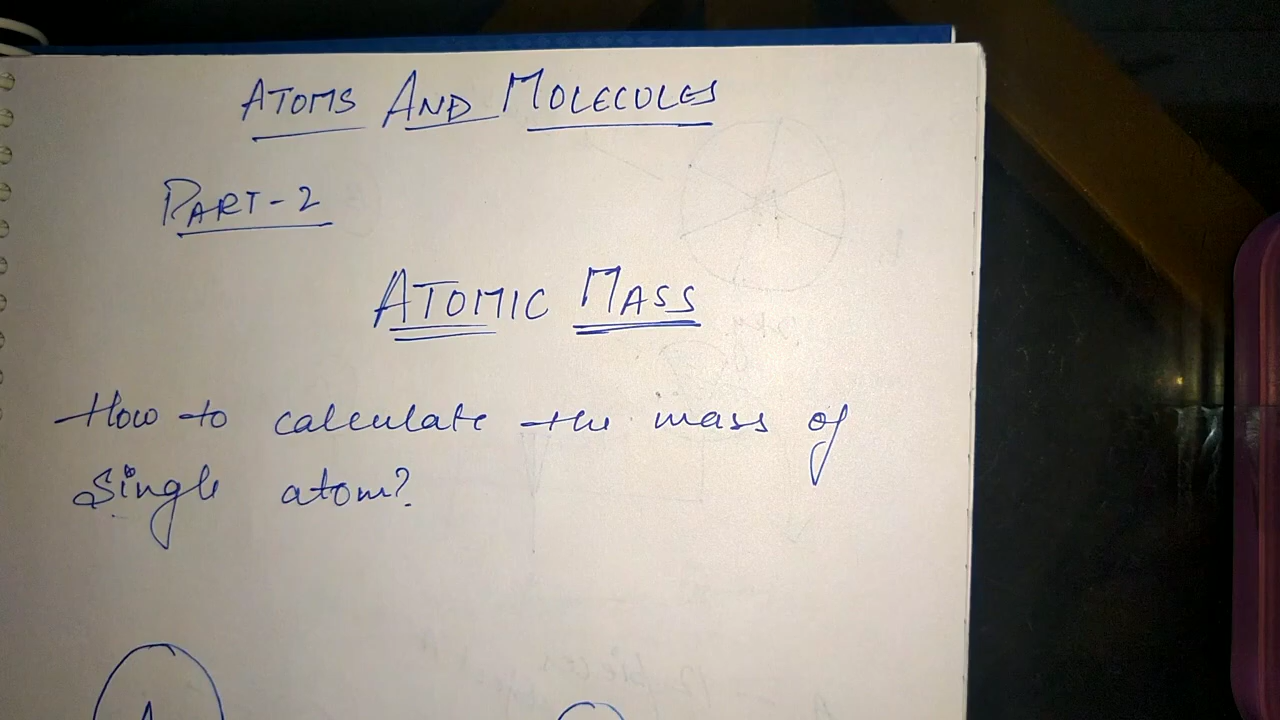 ATOMS AND MOLECULES
PART-2
ATOMIC MASS
How to calculate the mass of
Single atom?
A